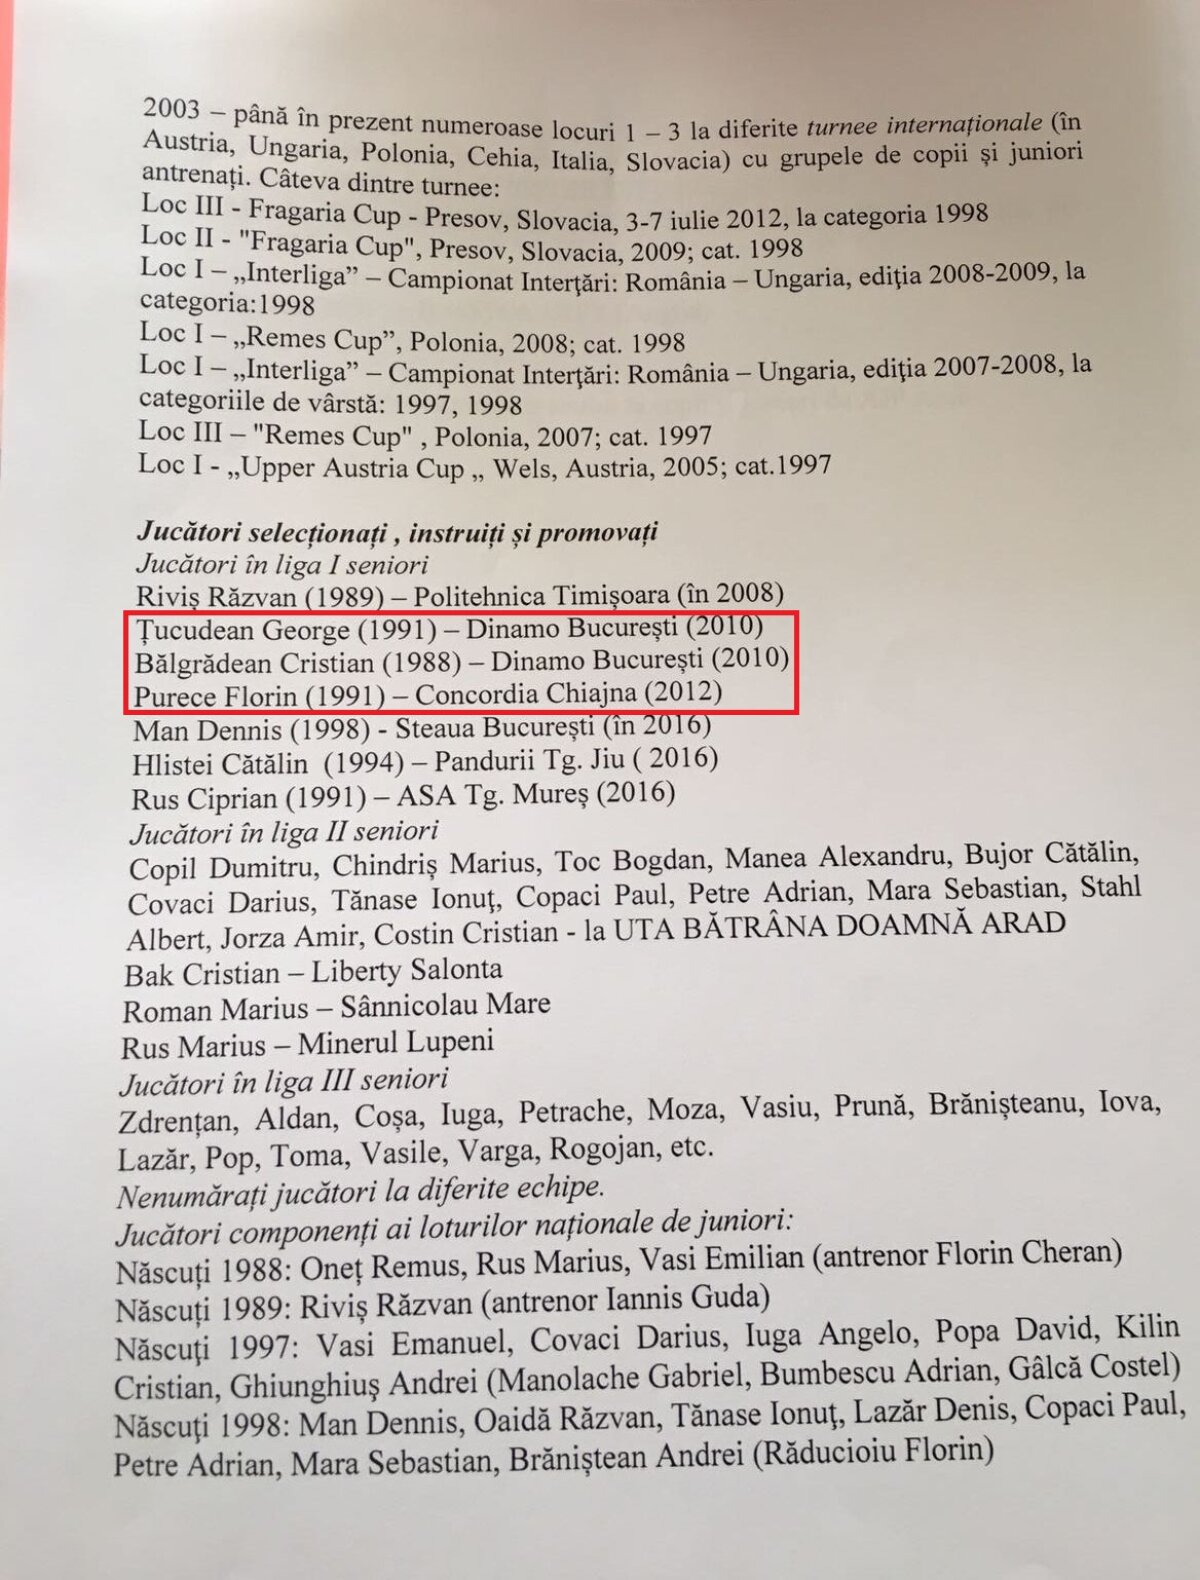 2003 – până în prezent numeroase locuri 1 – 3 la diferite turnee internaționale (în
Austria, Ungaria, Polonia, Cehia, Italia, Slovacia) cu grupele de copii și juniori
antrenați. Câteva dintre turnee:
Loc III - Fragaria Cup - Presov, Slovacia, 3-7 iulie 2012, la categoria 1998
Loc II - "Fragaria Cup", Presov, Slovacia, 2009; cat. 1998
Loc I – „Interliga” – Campionat Interţări: România – Ungaria, ediţia 2008-2009, la
categoria:1998
Loc I – „Remes Cup”, Polonia, 2008; cat. 1998
Loc I – „Interliga” – Campionat Interţări: România – Ungaria, ediţia 2007-2008, la
categoriile de vârstă: 1997, 1998
Loc III – "Remes Cup" , Polonia, 2007; cat. 1997
Loc I - „Upper Austria Cup „ Wels, Austria, 2005; cat.1997
Jucători selecționați , instruiți și promovați
Jucători în liga I seniori
Riviș Răzvan (1989) – Politehnica Timișoara (în 2008)
Țucudean George (1991) – Dinamo București (2010)
Bălgrădean Cristian (1988) – Dinamo București (2010)
Purece Florin (1991) – Concordia Chiajna (2012)
Man Dennis (1998) - Steaua București (în 2016)
Hlistei Cătălin (1994) – Pandurii Tg. Jiu ( 2016)
Rus Ciprian (1991) – ASA Tg. Mureș (2016)
Jucători în liga II seniori
Copil Dumitru, Chindriș Marius, Toc Bogdan, Manea Alexandru, Bujor Cătălin,
Covaci Darius, Tănase Ionuţ, Copaci Paul, Petre Adrian, Mara Sebastian, Stahl
Albert, Jorza Amir, Costin Cristian - la UTA BĂTRÂNA DOAMNĂ ARAD
Bak Cristian – Liberty Salonta
Roman Marius – Sânnicolau Mare
Rus Marius – Minerul Lupeni
Jucători în liga III seniori
Zdrențan, Aldan, Coșa, Iuga, Petrache, Moza, Vasiu, Prună, Brănișteanu, Iova,
Lazăr, Pop, Toma, Vasile, Varga, Rogojan, etc.
Nenumărați jucători la diferite echipe.
Jucători componenți ai loturilor naționale de juniori:
Născuți 1988: Oneț Remus, Rus Marius, Vasi Emilian (antrenor Florin Cheran)
Născuți 1989: Riviș Răzvan (antrenor Iannis Guda)
Născuţi 1997: Vasi Emanuel, Covaci Darius, Iuga Angelo, Popa David, Kilin
Cristian, Ghiunghiuş Andrei (Manolache Gabriel, Bumbescu Adrian, Gâlcă Costel)
Născuţi 1998: Man Dennis, Oaidă Răzvan, Tănase Ionuţ, Lazăr Denis, Copaci Paul,
Petre Adrian, Mara Sebastian, Brăniștean Andrei (Răducioiu Florin)